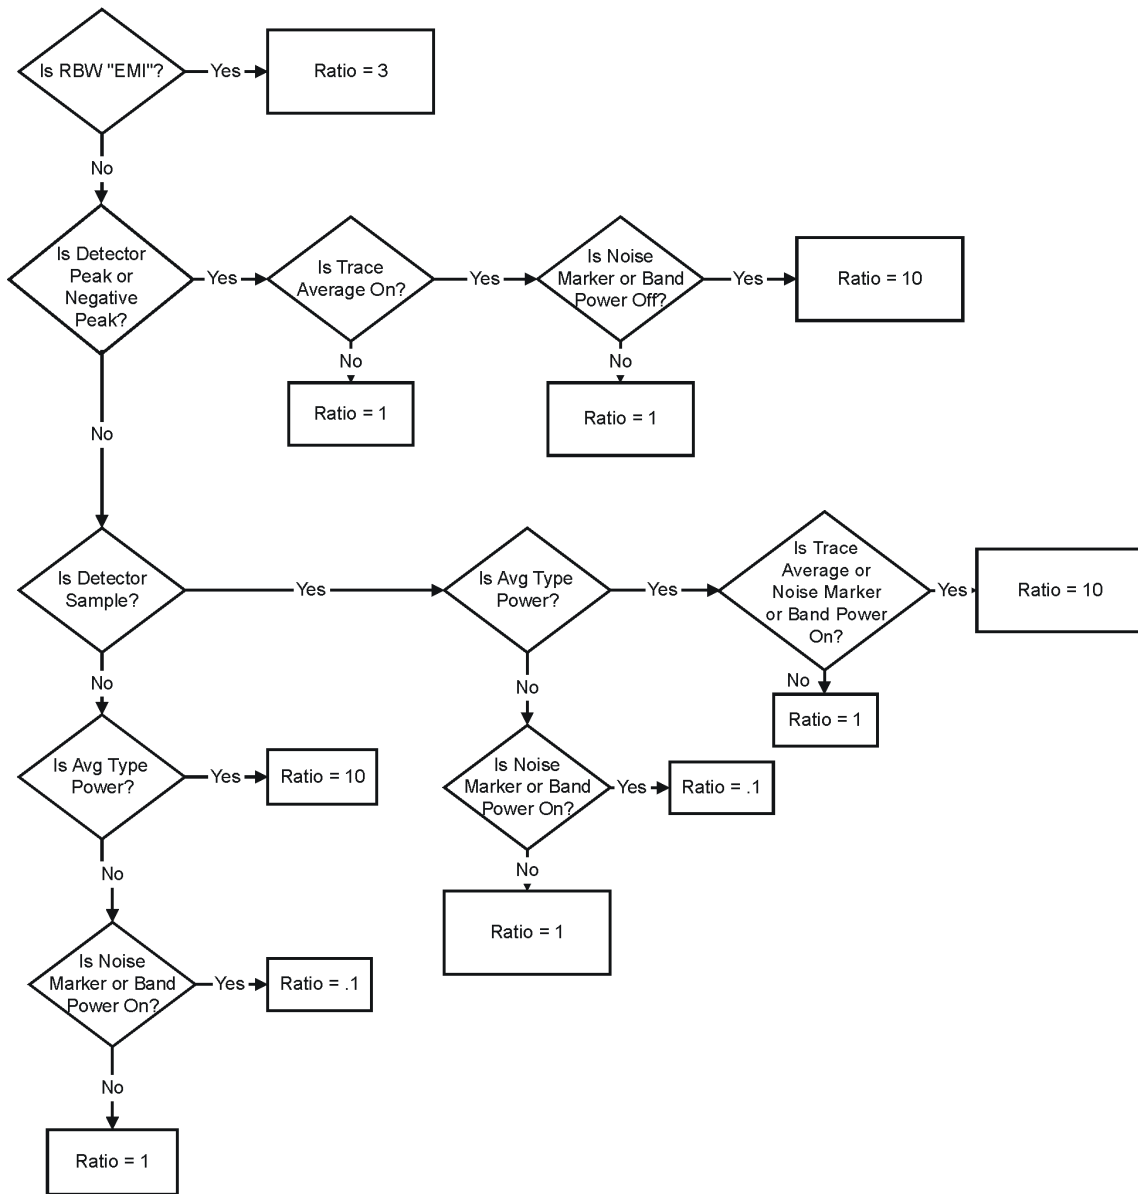 Is RBW "EMI"?
Yes
Ratio = 3
No
Is Detector
Peak or
Negative
Peak?
Yes
Is Trace
Average On?
Yes
Is Noise
Marker or Band
Power Off?
Yes
Ratio = 10
No
Ratio = 1
No
Ratio = 1
No
Is Detector
Sample?
Yes
Is Avg Type
Power?
Yes
Is Trace
Average or
Noise Marker
or Band Power
On?
Yes
Ratio = 10
No
Ratio = 1
No
Is Noise
Marker or Band
Power On?
Yes
Ratio = .1
No
Ratio = 1
No
Is Avg Type
Power?
Yes
Ratio = 10
No
Is Noise
Marker or Band
Power On?
Yes
Ratio = .1
No
Ratio = 1